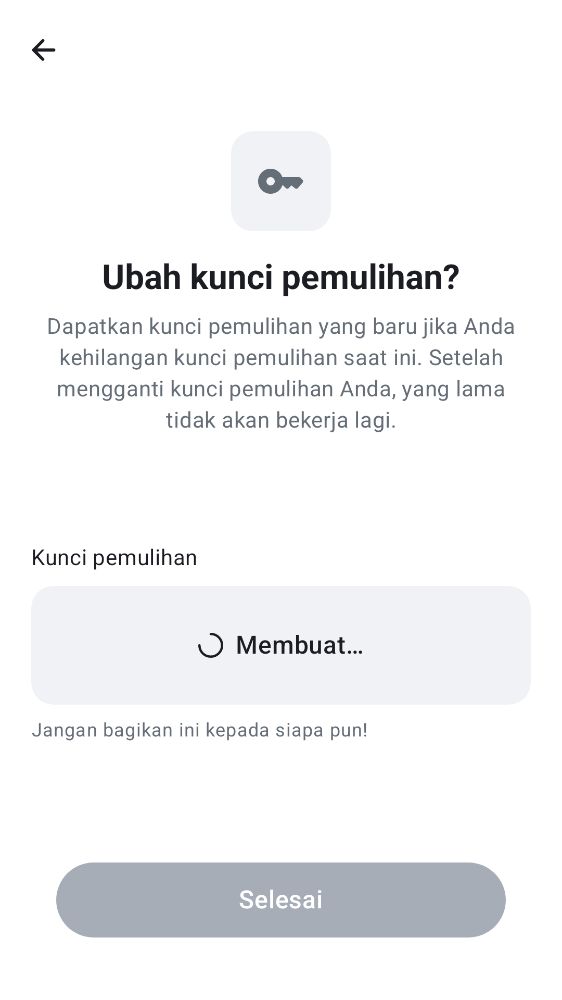 Ubah kunci pemulihan?
Dapatkan kunci pemulihan yang baru jika Anda
kehilangan kunci pemulihan saat ini. Setelah
mengganti kunci pemulihan Anda, yang lama
tidak akan bekerja lagi.
Kunci pemulihan
Membuat…
Jangan bagikan ini kepada siapa pun!
Selesai